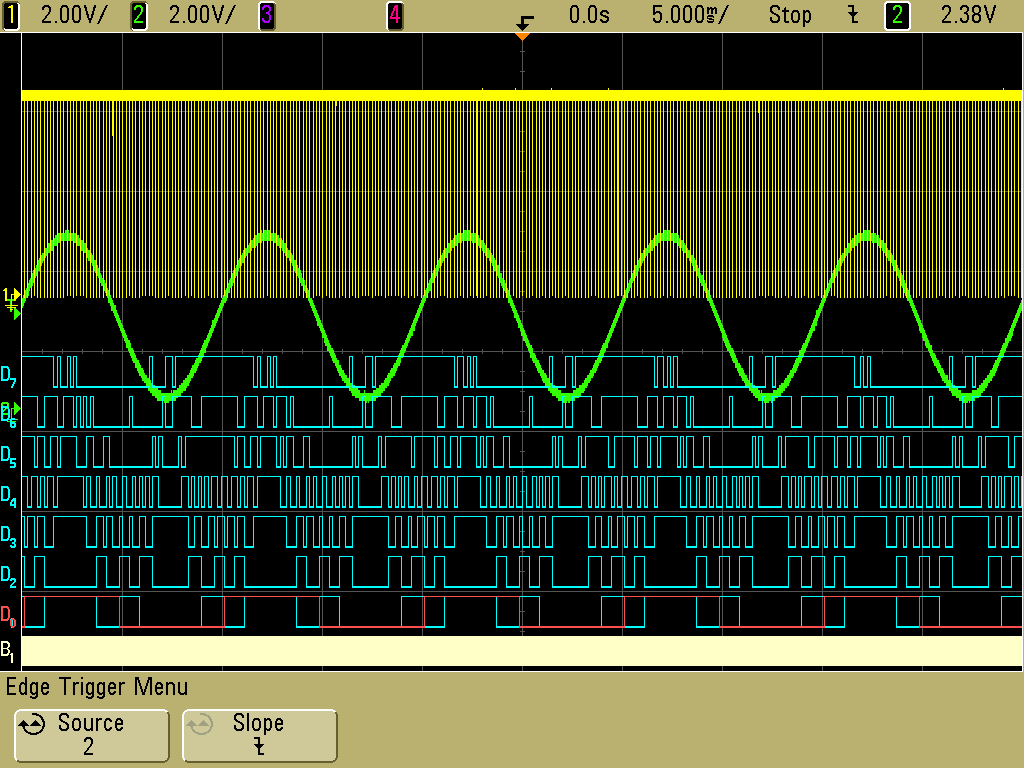 1 2.00V/ 2 2.00V/ 3 4 0.0s 5.000ms/ Stop 2 2.38V
1
D7
D6
D5
D4
D3
D2
D0
B1
Edge Trigger Menu
Source Slope
2